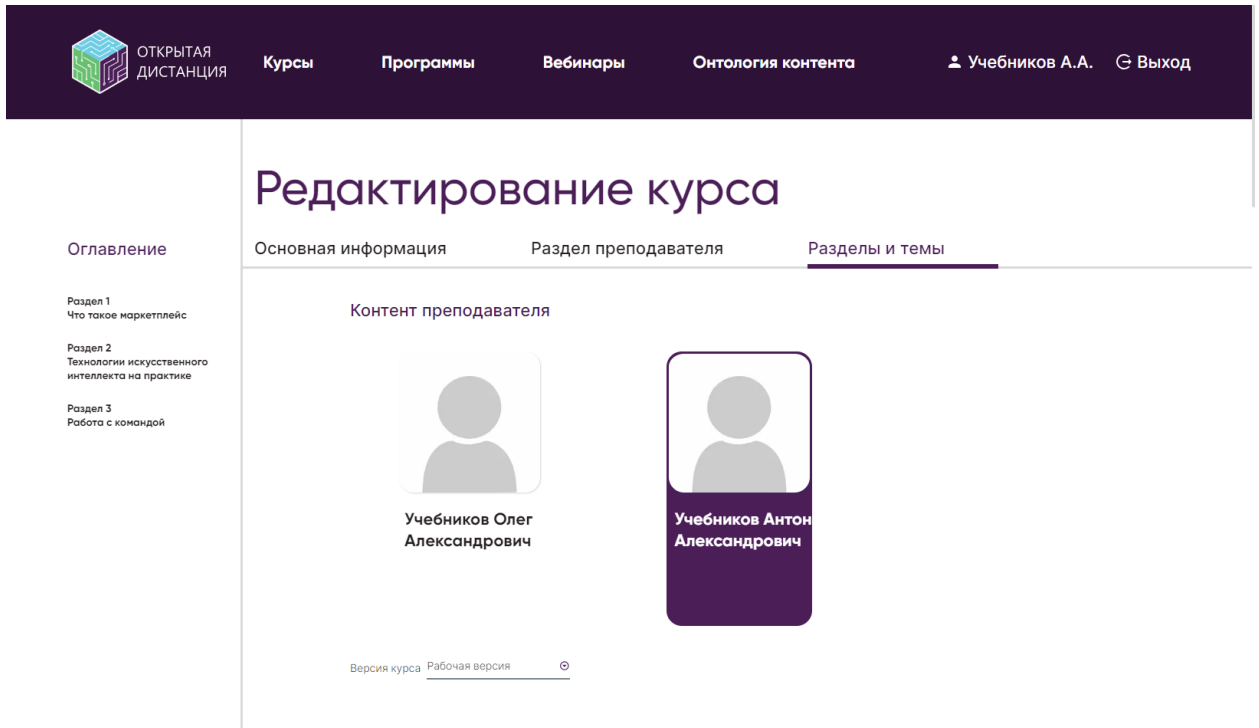 ОТКРЫТАЯ
ДИСТАНЦИЯ
Курсы
Программы
Вебинары
Онтология контента
Учебников А.А.
Выход
Редактирование курса
Оглавление
Основная информация
Раздел преподавателя
Разделы и темы
Раздел 1
Что такое маркетплейс
Раздел 2
Технологии искусственного
интеллекта на практике
Раздел 3
Работа с командой
Контент преподавателя
Учебников Олег
Александрович
Учебников Антон
Александрович
Версия курса Рабочая версия